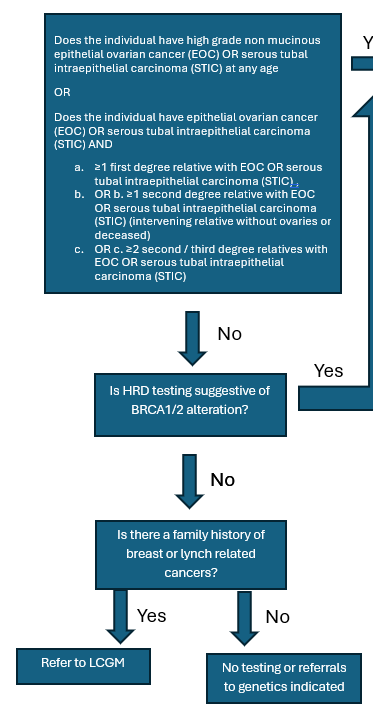 Does the individual have high grade non mucinous
epithelial ovarian cancer (EOC) OR serous tubal
intraepithelial carcinoma (STIC) at any age
OR
Does the individual have epithelial ovarian cancer
(EOC) OR serous tubal intraepithelial carcinoma
(STIC) AND
a. ≥1 first degree relative with EOC OR serous
tubal intraepithelial carcinoma (STIC)
b. OR b. ≥1 second degree relative with EOC
OR serous tubal intraepithelial carcinoma
(STIC) (intervening relative without ovaries or
deceased)
c. OR c. ≥2 second / third degree relatives with
EOC OR serous tubal intraepithelial
carcinoma (STIC)
Y
No
Is HRD testing suggestive of
BRCA1/2 alteration?
Yes
No
Is there a family history of
breast or lynch related
cancers?
Yes
No
Refer to LCGM
No testing or referrals
to genetics indicated